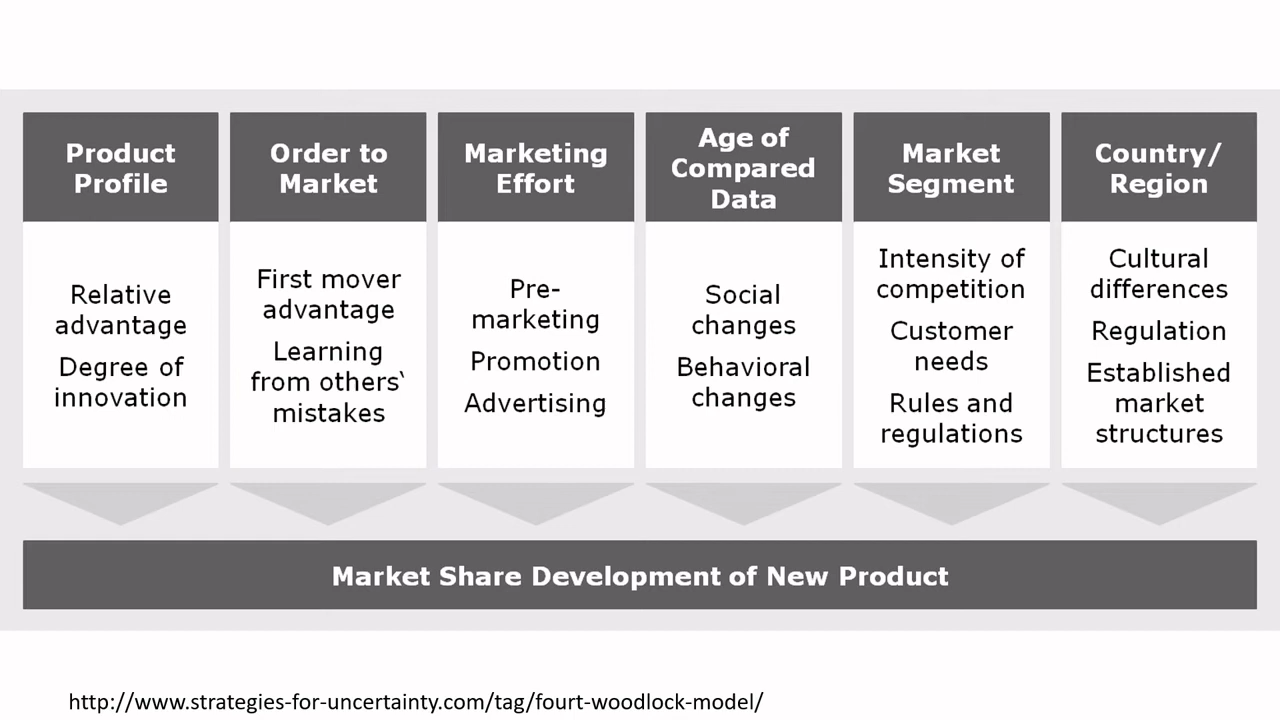 Product
Profile
Relative
advantage
Degree of
innovation
Order to
Market
First mover
advantage
Learning
from others‘
mistakes
Marketing
Effort
Pre-
marketing
Promotion
Advertising
Age of
Compared
Data
Social
changes
Behavioral
changes
Market
Segment
Intensity of
competition
Customer
needs
Rules and
regulations
Country/
Region
Cultural
differences
Regulation
Established
market
structures
Market Share Development of New Product
http://www.strategies-for-uncertainty.com/tag/fourt-woodlock-model/